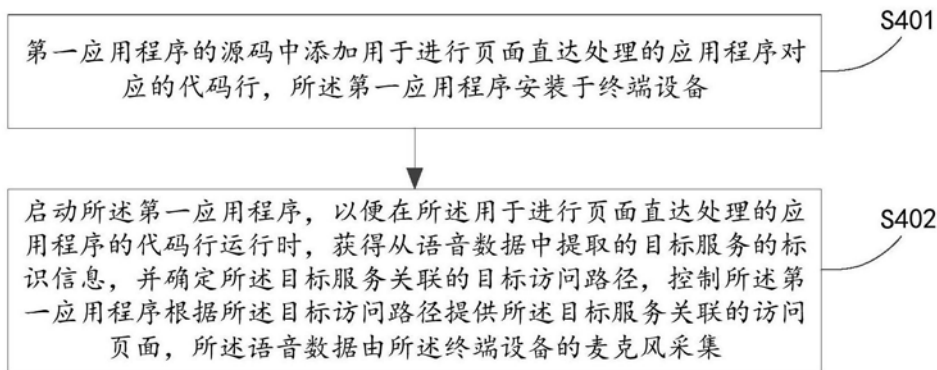 S401
第一应用程序的源码中添加用于进行页面直达处理的应用程序对
应的代码行，所述第一应用程序安装于终端设备
S402
启动所述第一应用程序，以便在所述用于进行页面直达处理的应
用程序的代码行运行时，获得从语音数据中提取的目标服务的标
识信息，并确定所述目标服务关联的目标访问路径，控制所述第
一应用程序根据所述目标访问路径提供所述目标服务关联的访问
页面，所述语音数据由所述终端设备的麦克风采集